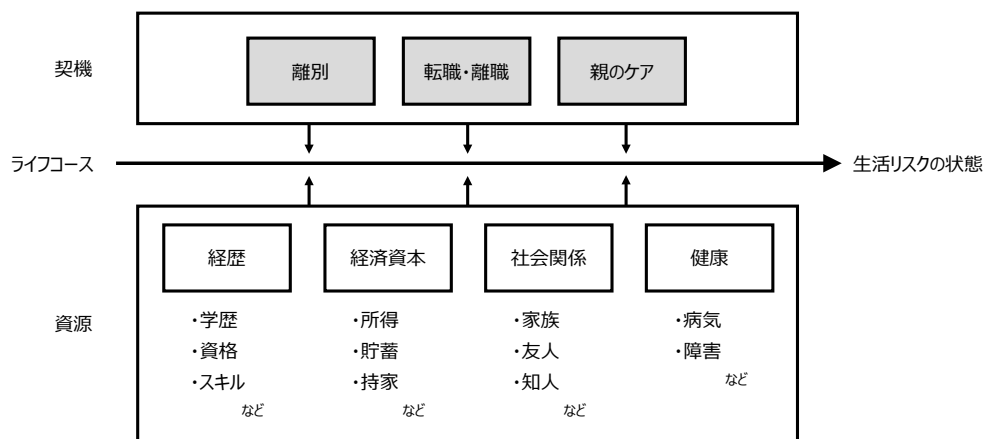 契機
離別
転職・離職
親のケア
ライフコース
生活リスクの状態
資源
経歴
・学歴
・資格
・スキル
など
経済資本
・所得
・貯蓄
・持家
など
社会関係
・家族
・友人
・知人
など
健康
・病気
・障害
など